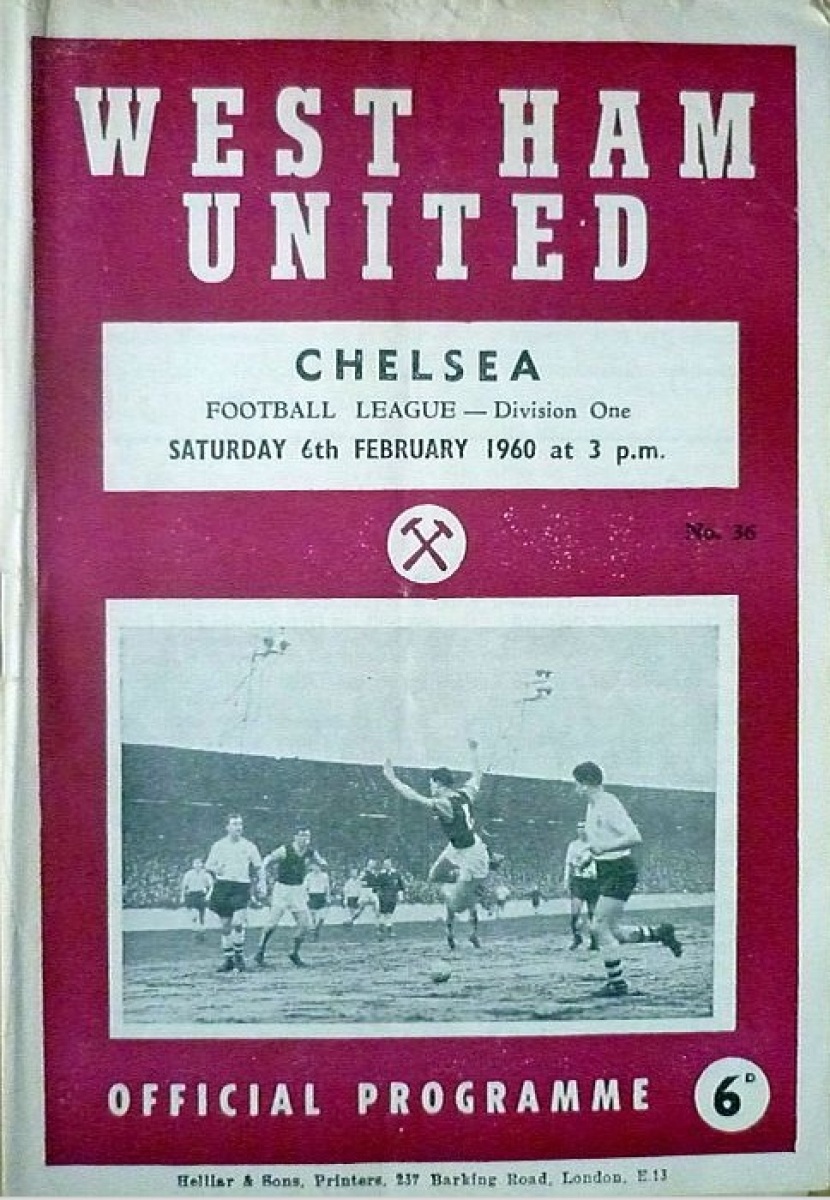 WEST HAM
UNITED
CHELSEA
FOOTBALL LEAGUE — Division One
SATURDAY 6th FEBRUARY 1960 at 3 p.m.
No. 36
OFFICIAL PROGRAMME
6D
Helliar & Sons, Printers, 237 Barking Road, London, E.13